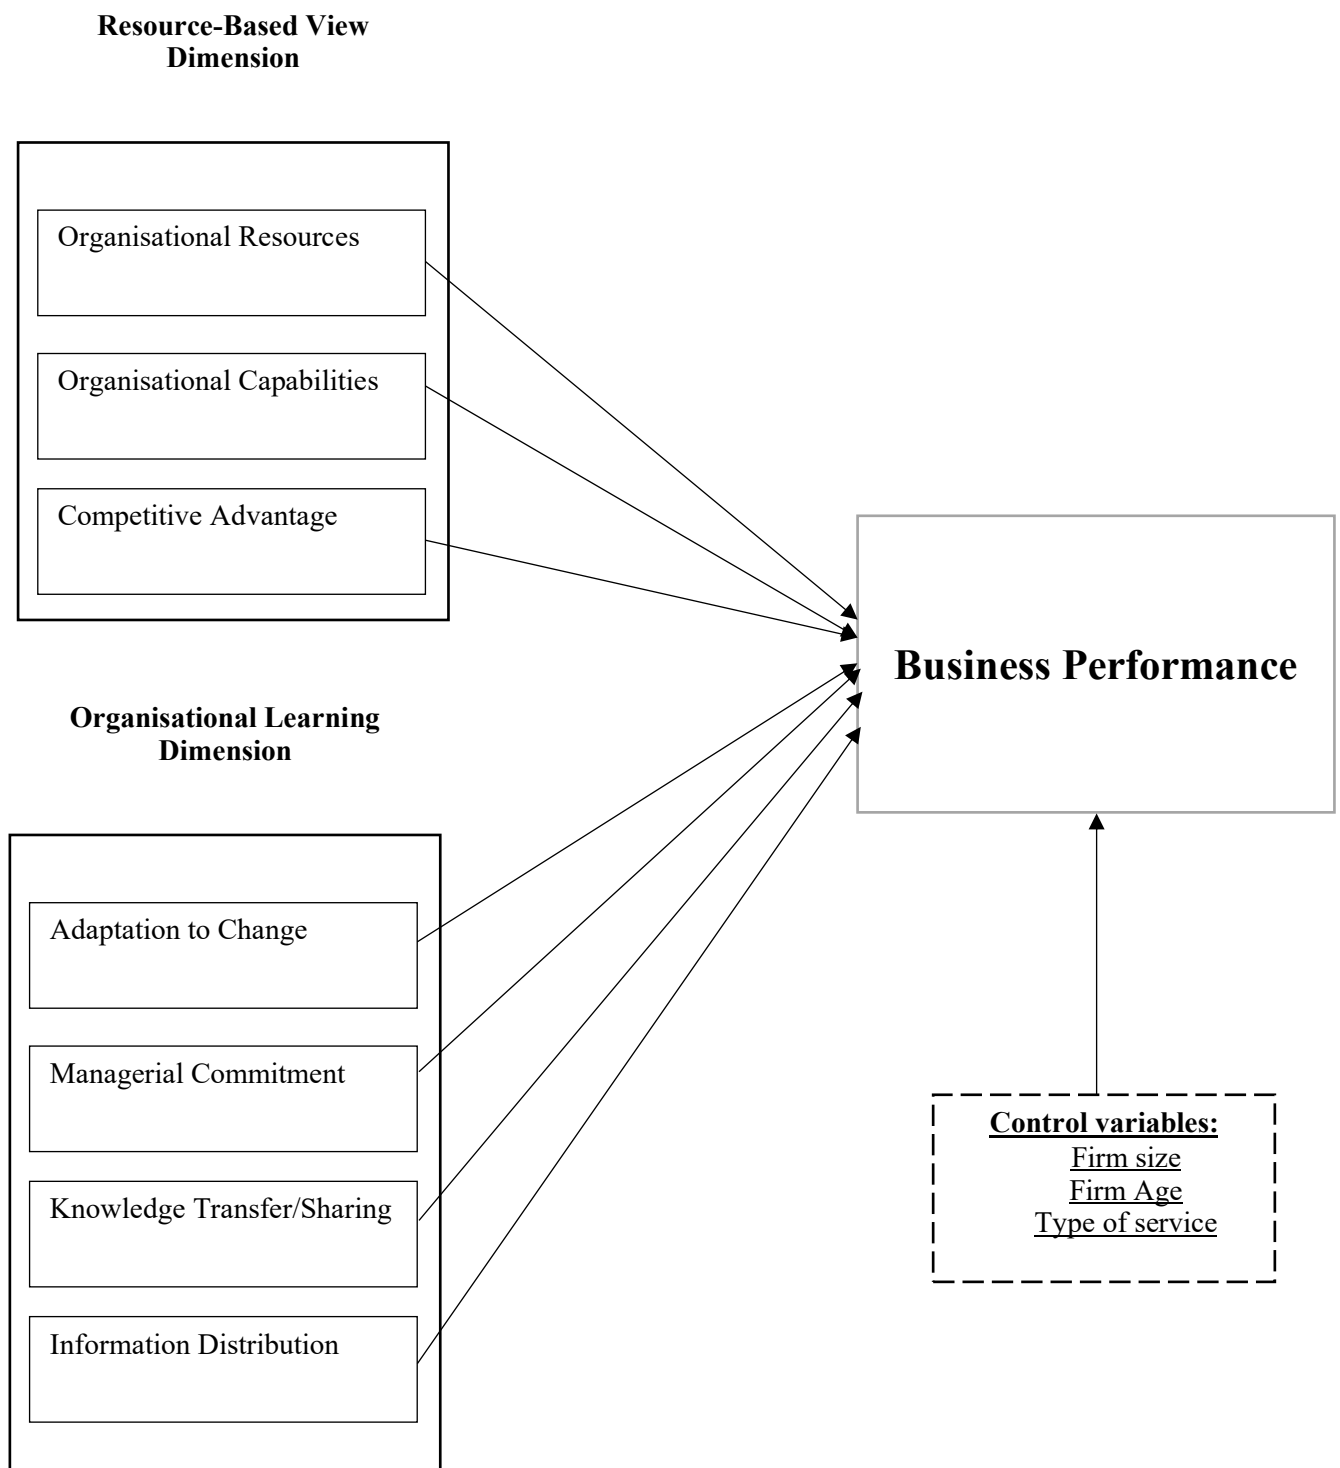 Resource-Based View
Dimension
Organisational Resources
Organisational Capabilities
Competitive Advantage
Business Performance
Organisational Learning
Dimension
Adaptation to Change
Managerial Commitment
Knowledge Transfer/Sharing
Information Distribution
Control variables:
Firm size
Firm Age
Type of service